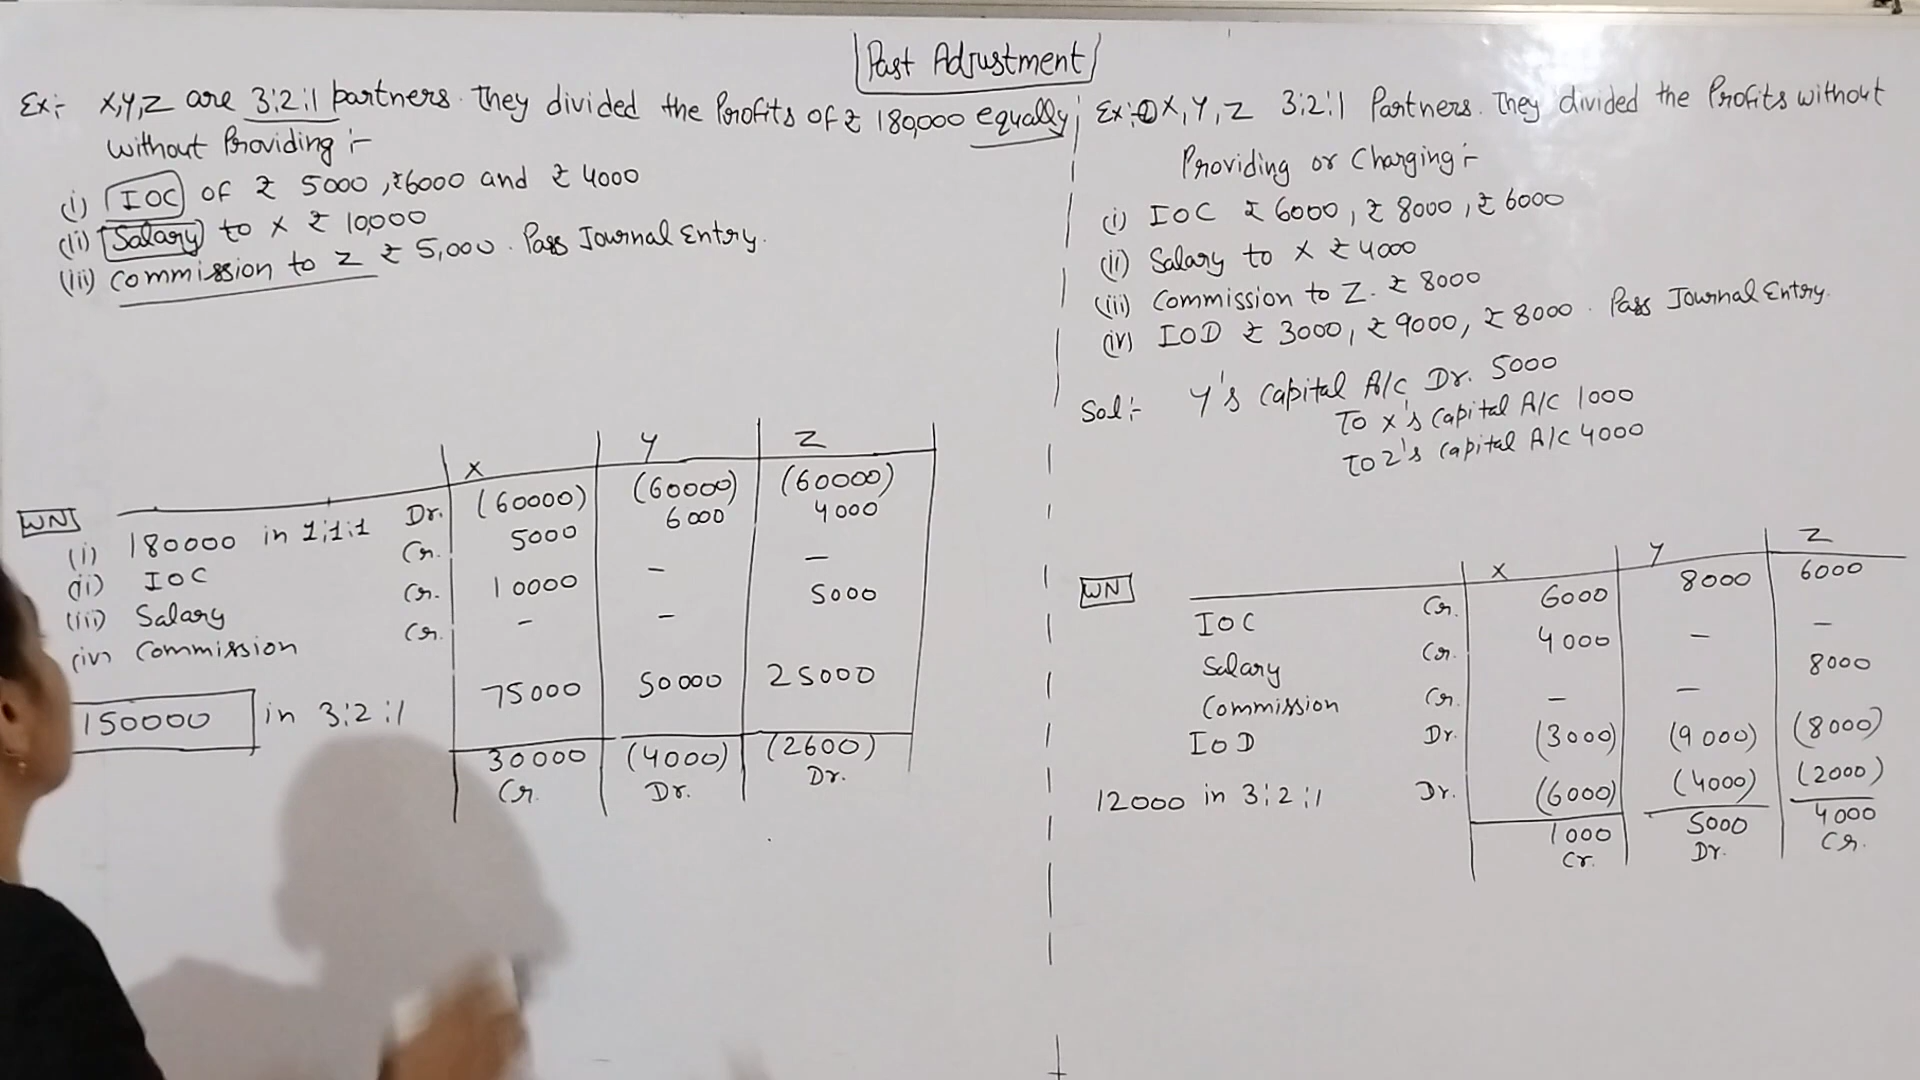 Past Adjustment
Ex:- X,Y,Z are 3:2:1 partners. They divided the Profits of ₹ 180,000 equally
without Providing :-
(i) IOC of ₹ 5000, ₹6000 and ₹ 4000
(ii) Salary to X ₹ 10,000
(iii) Commission to Z ₹ 5,000. Pass Journal Entry.
WN
X Y Z
(i) 180000 in 1:1:1 Dr. (60000) (60000) (60000)
(ii) IOC Cr. 5000 6000 4000
(iii) Salary Cr. 10000 - -
(iv) Commission Cr. - - 5000
150000 in 3:2:1 75000 50000 25000
30000 (4000) (2600)
Cr. Dr. Dr.
Ex:- X, Y, Z 3:2:1 Partners. They divided the Profits without
Providing or Charging :-
(i) IOC ₹ 6000, ₹ 8000, ₹ 6000
(ii) Salary to X ₹ 4000
(iii) Commission to Z. ₹ 8000
(iv) IOD ₹ 3000, ₹ 9000, ₹ 8000. Pass Journal Entry.
Sol:- Y's Capital A/C Dr. 5000
To X's Capital A/C 1000
To Z's Capital A/C 4000
WN
X Y Z
IOC Cr. 6000 8000 6000
Salary Cr. 4000 - -
Commission Cr. - - 8000
IOD Dr. (3000) (9000) (8000)
12000 in 3:2:1 Dr. (6000) (4000) (2000)
1000 5000 4000
Cr. Dr. Cr.